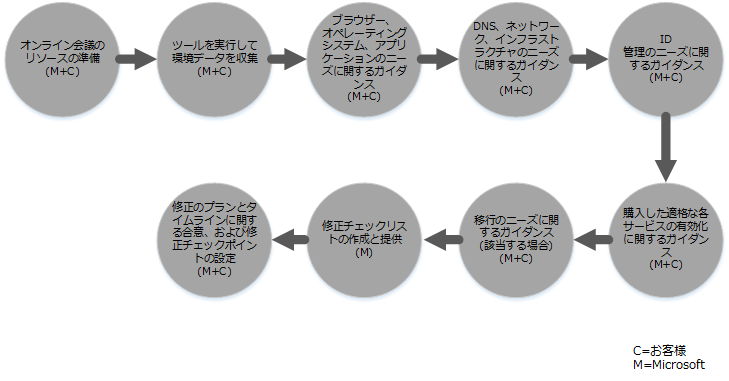 オンライン会議の
リソースの準備
(M+C)
ツールを実行して
環境データを収集
(M+C)
ブラウザー、
オペレーティング
システム、アプリ
ケーションのニー
ズに関するガイダ
ンス
(M+C)
DNS、ネットワー
ク、インフラスト
ラクチャのニーズ
に関するガイダン
ス
(M+C)
ID
管理のニーズに関
するガイダンス
(M+C)
購入した適格な各
サービスの有効化
に関するガイダン
ス
(M+C)
移行のニーズに関
するガイダンス
(該当する場合)
(M+C)
修正チェックリス
トの作成と提供
(M)
修正のプランとタ
イムラインに関す
る合意、および修
正チェックポイン
トの設定
(M+C)
C=お客様
M=Microsoft